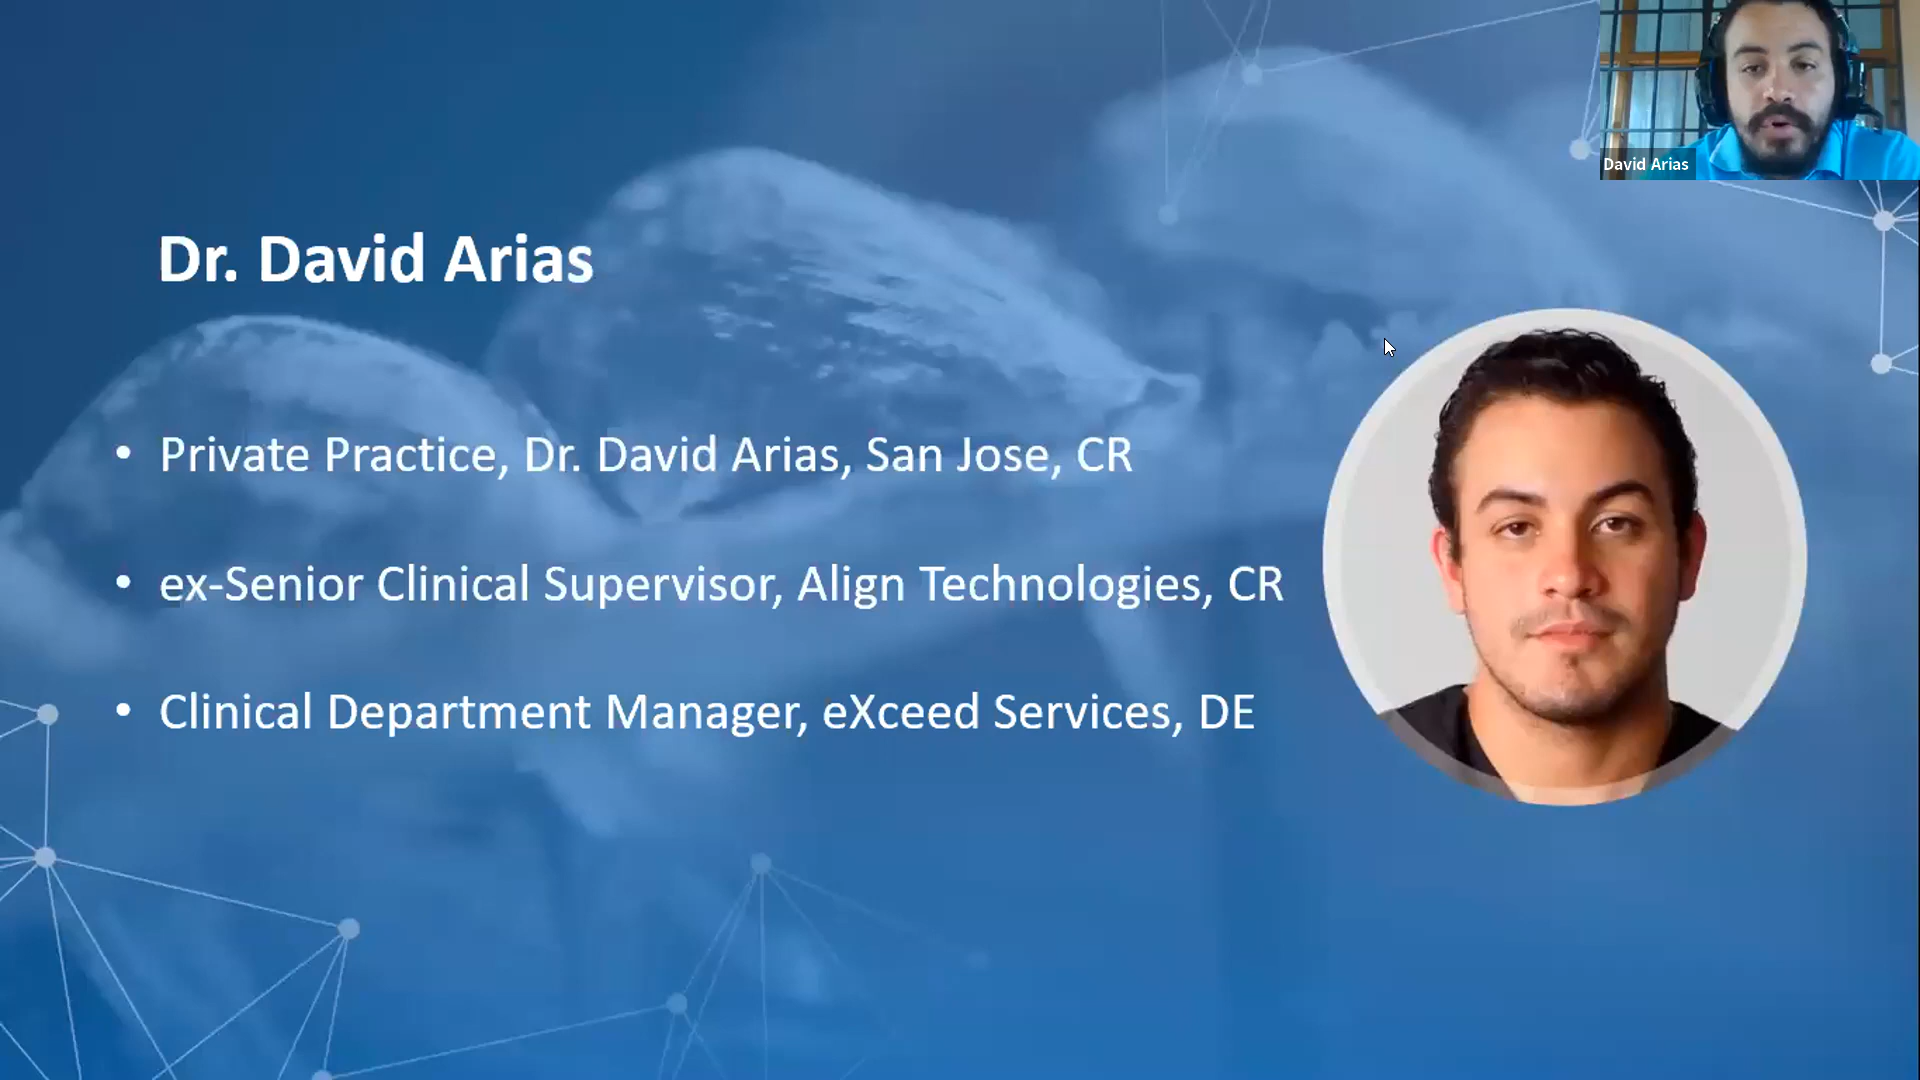 David Arias
Dr. David Arias
• Private Practice, Dr. David Arias, San Jose, CR
• ex-Senior Clinical Supervisor, Align Technologies, CR
• Clinical Department Manager, eXceed Services, DE